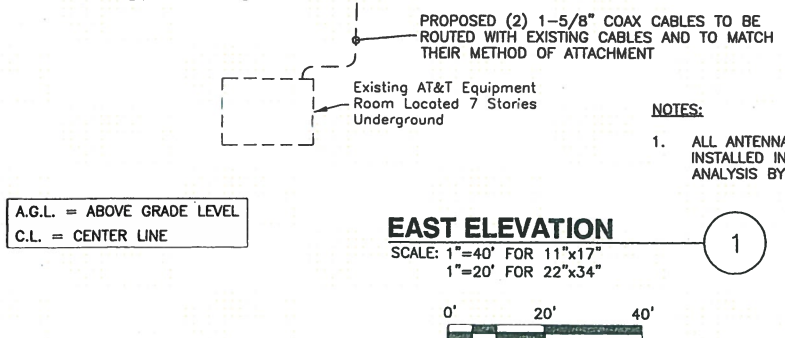 PROPOSED (2) 1-5/8" COAX CABLES TO BE
ROUTED WITH EXISTING CABLES AND TO MATCH
THEIR METHOD OF ATTACHMENT
Existing AT&T Equipment
Room Located 7 Stories
Underground
NOTES:
1. ALL ANTENNA
INSTALLED IN
ANALYSIS BY
A.G.L. = ABOVE GRADE LEVEL
C.L. = CENTER LINE
EAST ELEVATION
1
SCALE: 1"=40' FOR 11"x17"
1"=20' FOR 22"x34"
0' 20' 40'